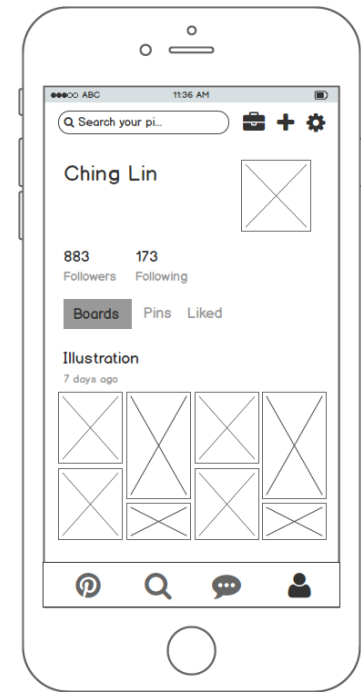 ABC 11:36 AM
Search your pi...
Ching Lin
883 173
Followers Following
Boards Pins Liked
Illustration
7 days ago